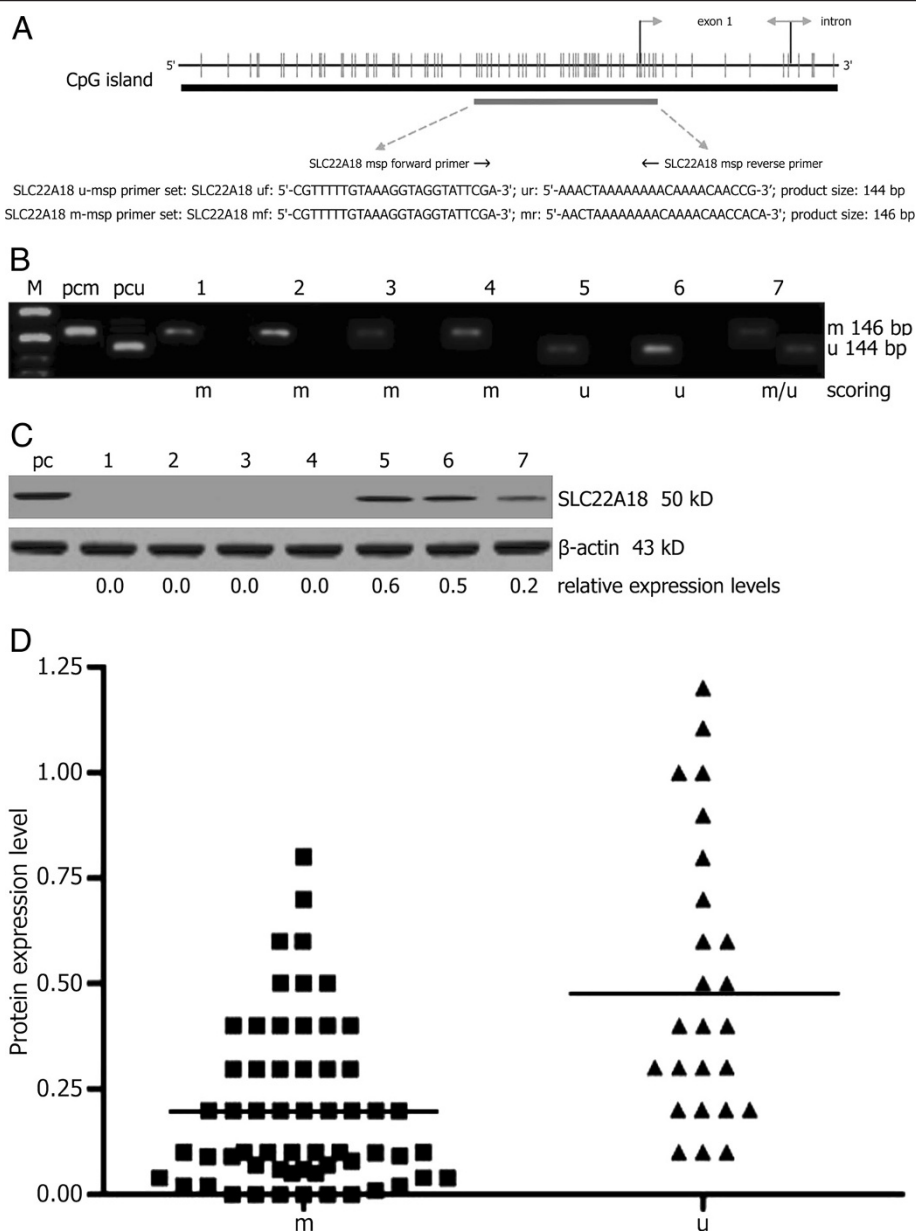 A
exon 1
intron
5'
3'
CpG island
SLC22A18 msp forward primer →
← SLC22A18 msp reverse primer
SLC22A18 u-msp primer set: SLC22A18 uf: 5'-CGTTTTTGTAAAGGTAGGTATTCGA-3'; ur: 5'-AAACTAAAAAAAACAAAACAACCG-3'; product size: 144 bp
SLC22A18 m-msp primer set: SLC22A18 mf: 5'-CGTTTTTGTAAAGGTAGGTATTCGA-3'; mr: 5'-AACTAAAAAAAACAAAACAACCACA-3'; product size: 146 bp
B
M pcm pcu 1 2 3 4 5 6 7
m 146 bp
u 144 bp
m m m m u u m/u scoring
C
pc 1 2 3 4 5 6 7
SLC22A18 50 kD
β-actin 43 kD
0.0 0.0 0.0 0.0 0.6 0.5 0.2 relative expression levels
D
Protein expression level
1.25
1.00
0.75
0.50
0.25
0.00
m u